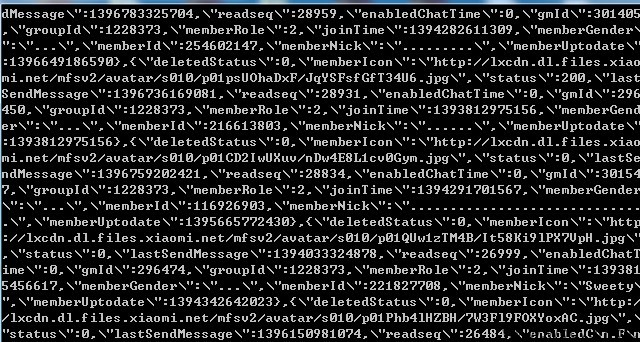 dMessage\":1396783325704,\"readseq\":28959,\"enabledChatTime\":0,\"gmId\":301405
,\"groupId\":1228373,\"memberRole\":2,\"joinTime\":1394282611309,\"memberGender
\":\"...\",\"memberId\":254602147,\"memberNick\":\"......\",\"memberUptodate\"
:1396649186590},{\"deletedStatus\":0,\"memberIcon\":\"http://lxcdn.dl.files.xiao
mi.net/mfsv2/avatar/s010/p01psUOhaDxF/JqYSFsfGfT34U6.jpg\",\"status\":200,\"last
SendMessage\":1396736169081,\"readseq\":28931,\"enabledChatTime\":0,\"gmId\":296
450,\"groupId\":1228373,\"memberRole\":2,\"joinTime\":1393812975156,\"memberGend
er\":\"...\",\"memberId\":216613803,\"memberNick\":\".......\",\"memberUptodate\"
:1393812975156},{\"deletedStatus\":0,\"memberIcon\":\"http://lxcdn.dl.files.xiao
mi.net/mfsv2/avatar/s010/p01CD2IwUXuv/nDw4E8L1cv0Gym.jpg\",\"status\":0,\"lastSe
ndMessage\":1396759202421,\"readseq\":28834,\"enabledChatTime\":0,\"gmId\":30154
7,\"groupId\":1228373,\"memberRole\":2,\"joinTime\":1394291701567,\"memberGender
\":\"...\",\"memberId\":116926903,\"memberNick\":\"..............................
..\",\"memberUptodate\":1395665772430},{\"deletedStatus\":0,\"memberIcon\":\"http
://lxcdn.dl.files.xiaomi.net/mfsv2/avatar/s010/p01QUw1zTM4B/It58Ki9lPX7VpH.jpg\"
,\"status\":0,\"lastSendMessage\":1394033324878,\"readseq\":26999,\"enabledChatT
ime\":0,\"gmId\":296474,\"groupId\":1228373,\"memberRole\":2,\"joinTime\":139381
5456617,\"memberGender\":\"...\",\"memberId\":221827708,\"memberNick\":\"Sweety
\",\"memberUptodate\":1394342642023},{\"deletedStatus\":0,\"memberIcon\":\"http:/
/lxcdn.dl.files.xiaomi.net/mfsv2/avatar/s010/p01Phb4lHZBH/7W3Fl9FOXYoxAC.jpg\",\
"status\":0,\"lastSendMessage\":1396150981074,\"readseq\":26484,\